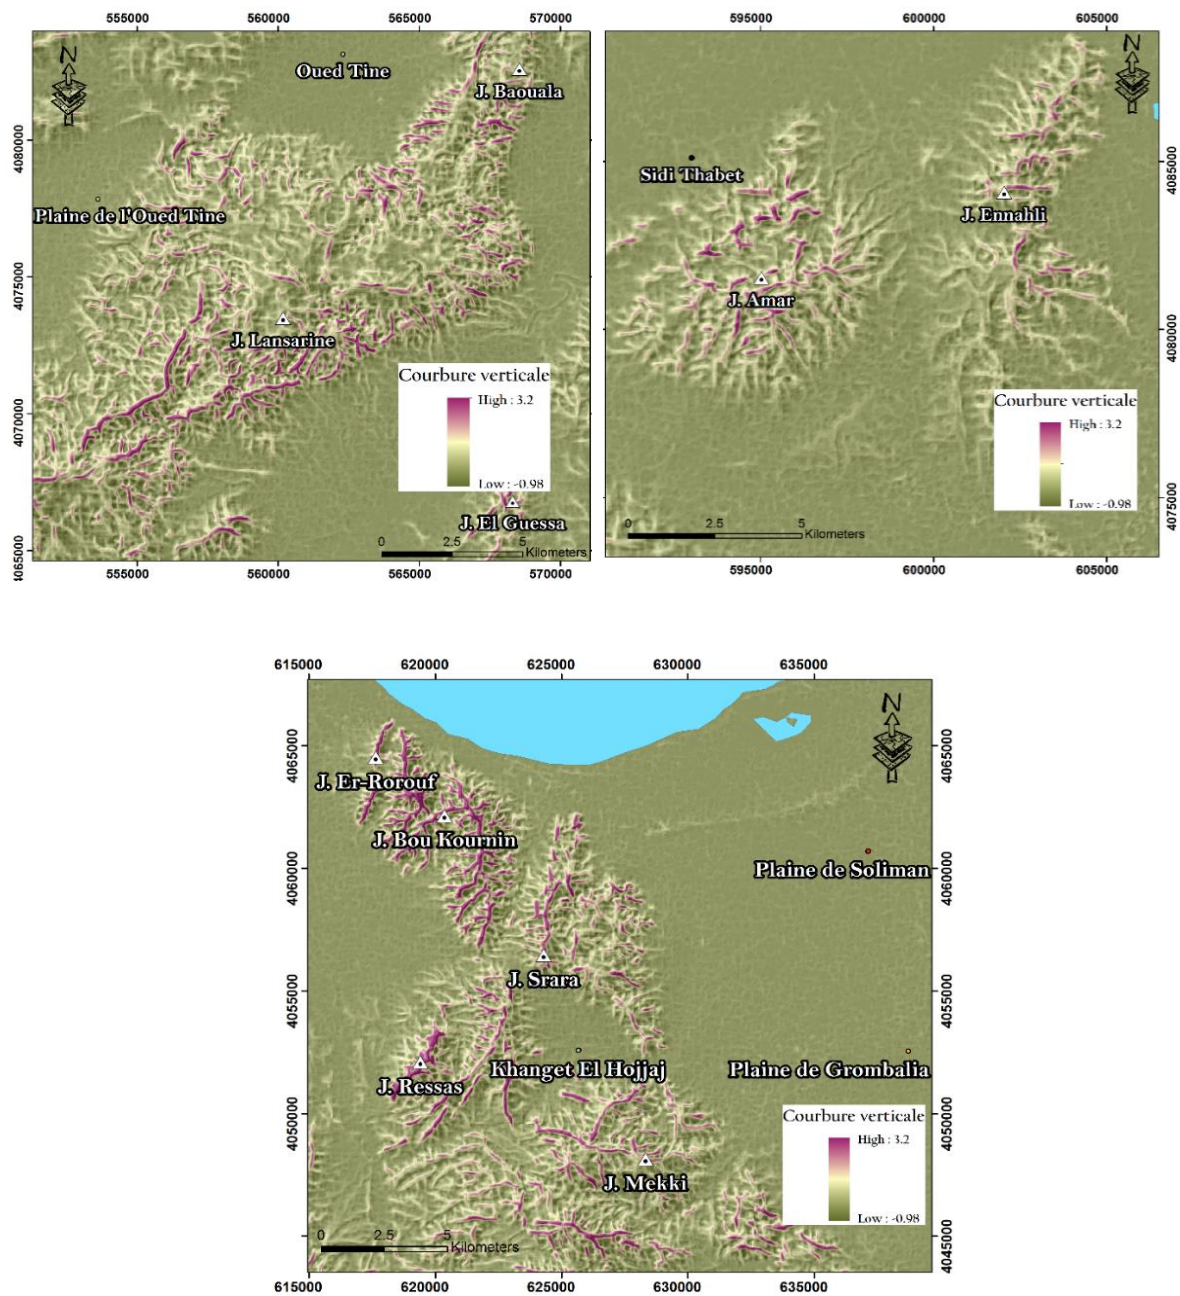 555000 560000 565000 570000
N
Oued Tine
J. Baouala
4080000
Plaine de l'Oued Tine
4075000
J. Lansarine
Courbure verticale
High : 3.2
4070000
Low : -0.98
J. El Guessa
0 2.5 5
Kilometers
4065000
555000 560000 565000 570000
595000 600000 605000
N
Sidi Thabet
4085000
J. Ennahli
J. Amar
4080000
Courbure verticale
High : 3.2
Low : -0.98
4075000
0 2.5 5
Kilometers
595000 600000 605000
615000 620000 625000 630000 635000
N
4065000 4065000
J. Er-Rorouf
J. Bou Kournin
Plaine de Soliman
4060000 4060000
J. Srara
4055000 4055000
Khanget El Hojjaj
Plaine de Grombalia
J. Ressas
4050000 4050000
Courbure verticale
High : 3.2
J. Mekki
Low : -0.98
4045000 4045000
0 2.5 5
Kilometers
615000 620000 625000 630000 635000